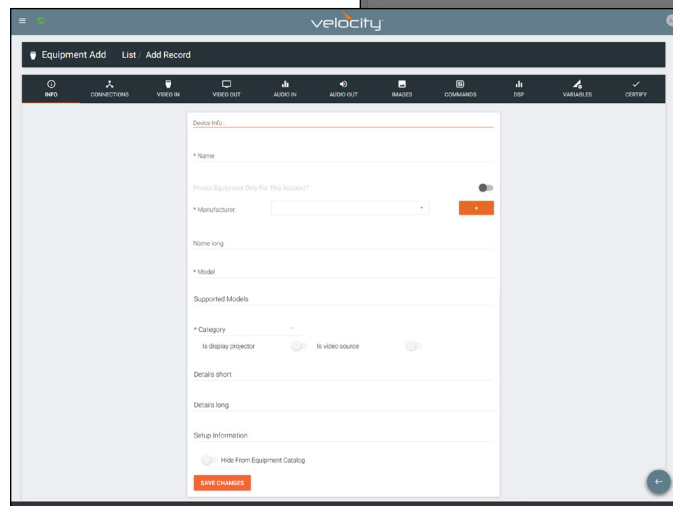 velocity
Equipment Add List / Add Record
INFO CONNECTIONS VIDEO IN VIDEO OUT AUDIO IN AUDIO OUT IMAGES COMMANDS DSP VARIABLES CERTIFY
Device Info :
* Name
Private Equipment Only For This Account?
* Manufacturer: +
Name long
* Model
Supported Models
* Category
Is display projector Is video source
Details short
Details long
Setup Information
Hide From Equipment Catalog
SAVE CHANGES